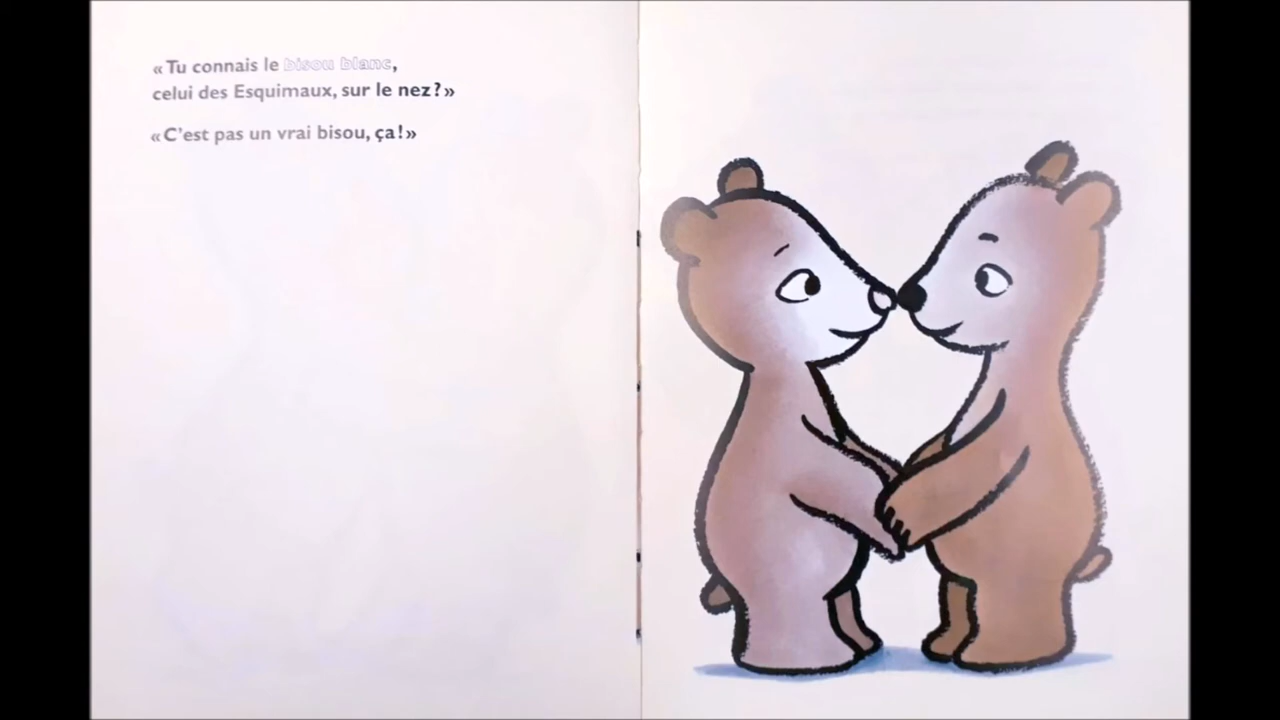 « Tu connais le bisou blanc,
celui des Esquimaux, sur le nez ? »
« C'est pas un vrai bisou, ça ! »